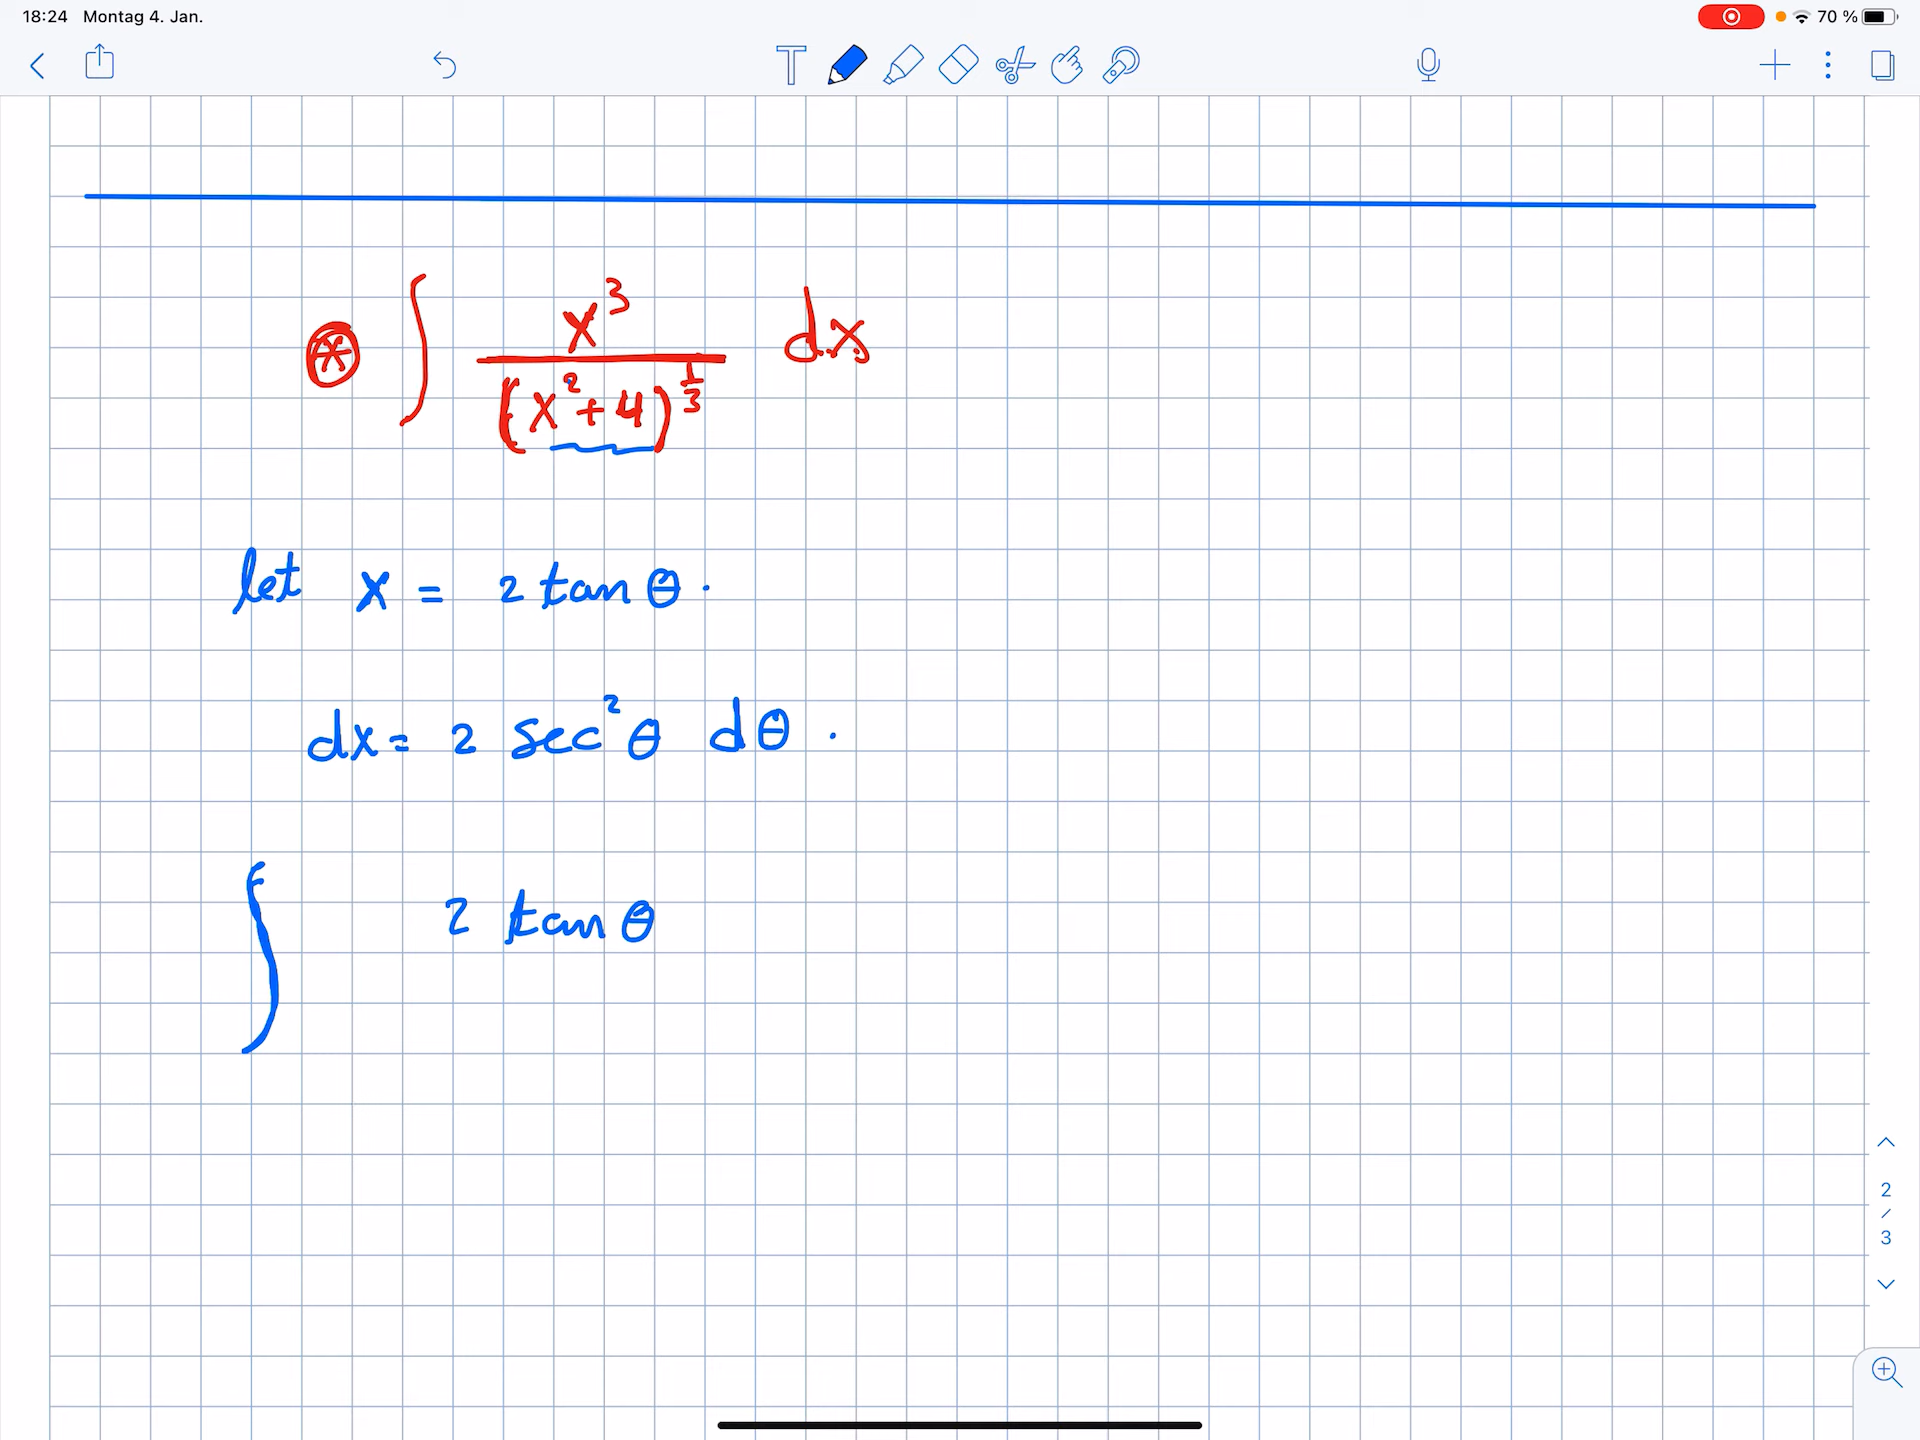 18:24 Montag 4. Jan. 70 %
T
⊛ ∫ x³ / (x² + 4)^(1/3) dx
let x = 2 tan θ .
dx = 2 sec² θ dθ .
∫ 2 tan θ
2
/
3